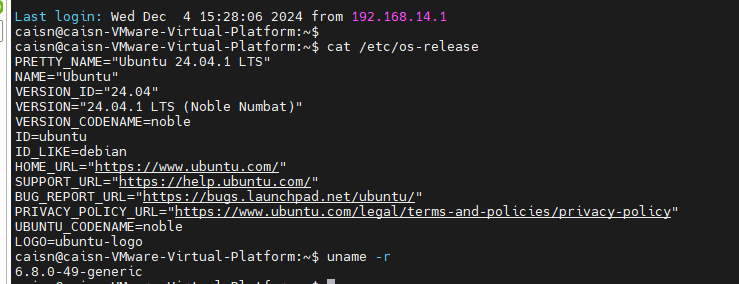 Last login: Wed Dec  4 15:28:06 2024 from 192.168.14.1
caisn@caisn-VMware-Virtual-Platform:~$
caisn@caisn-VMware-Virtual-Platform:~$ cat /etc/os-release
PRETTY_NAME="Ubuntu 24.04.1 LTS"
NAME="Ubuntu"
VERSION_ID="24.04"
VERSION="24.04.1 LTS (Noble Numbat)"
VERSION_CODENAME=noble
ID=ubuntu
ID_LIKE=debian
HOME_URL="https://www.ubuntu.com/"
SUPPORT_URL="https://help.ubuntu.com/"
BUG_REPORT_URL="https://bugs.launchpad.net/ubuntu/"
PRIVACY_POLICY_URL="https://www.ubuntu.com/legal/terms-and-policies/privacy-policy"
UBUNTU_CODENAME=noble
LOGO=ubuntu-logo
caisn@caisn-VMware-Virtual-Platform:~$ uname -r
6.8.0-49-generic
caisn@caisn-VMware-Virtual-Platform:~$